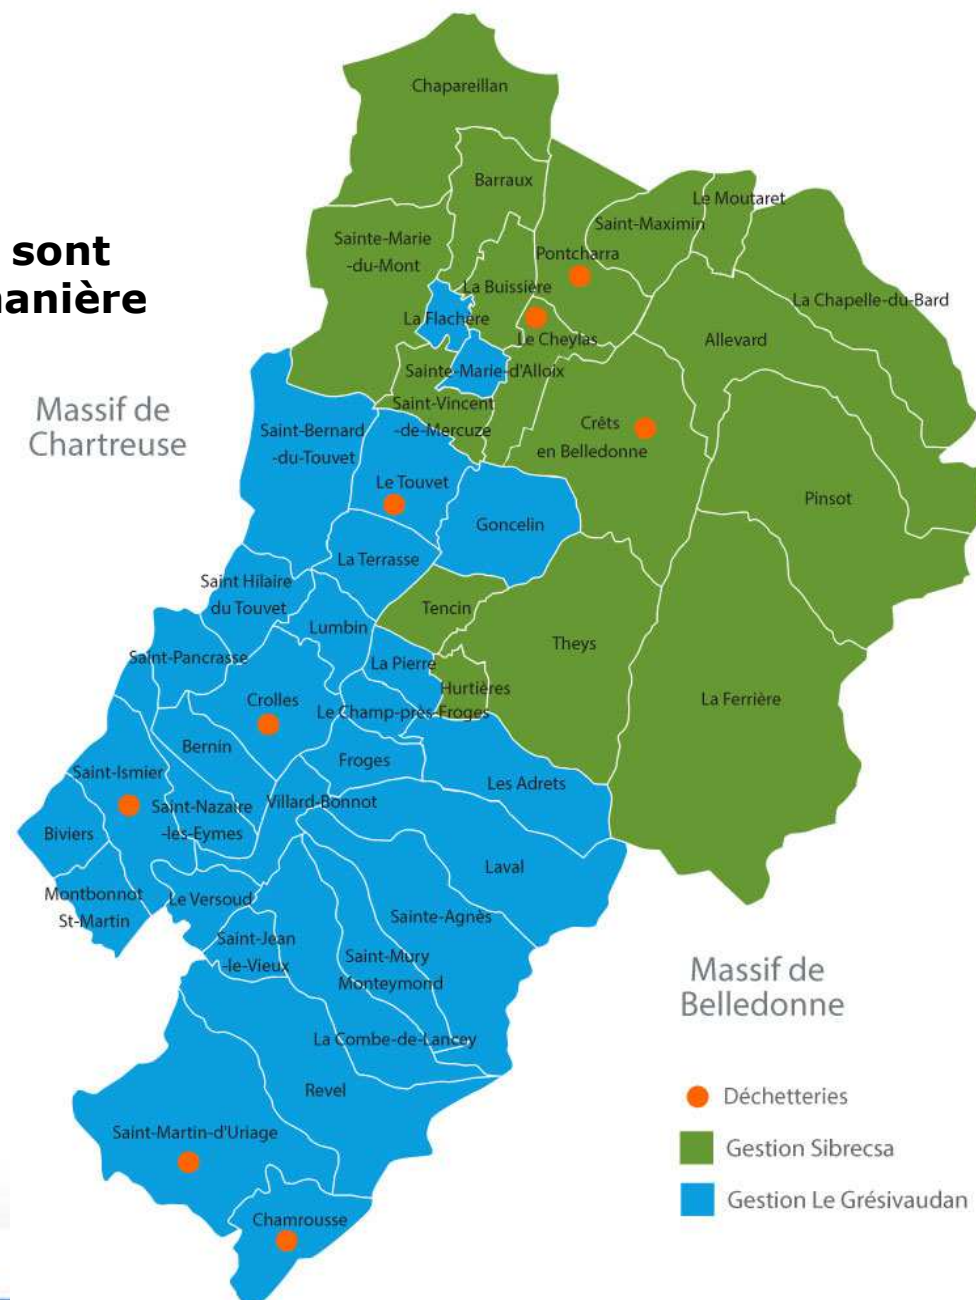 sont
manière
Massif de
Chartreuse
Chapareillan
Barraux
Le Moutaret
Saint-Maximin
Sainte-Marie
-du-Mont
Pontcharra
La Buissière
La Chapelle-du-Bard
La Flachère
Le Cheylas
Allevard
Sainte-Marie-d'Alloix
Saint-Vincent
-de-Mercuze
Crêts
en Belledonne
Saint-Bernard
-du-Touvet
Le Touvet
Pinsot
Goncelin
La Terrasse
Saint Hilaire
du Touvet
Tencin
Lumbin
Theys
Saint-Pancrasse
La Pierre
Hurtières
La Ferrière
Crolles
Le Champ-près-Froges
Bernin
Froges
Saint-Ismier
Les Adrets
Villard-Bonnot
Saint-Nazaire
-les-Eymes
Biviers
Laval
Montbonnot
St-Martin
Le Versoud
Sainte-Agnès
Saint-Jean
-le-Vieux
Saint-Mury
Monteymond
La Combe-de-Lancey
Revel
Saint-Martin-d'Uriage
Chamrousse
Massif de
Belledonne
Déchetteries
Gestion Sibrecsa
Gestion Le Grésivaudan